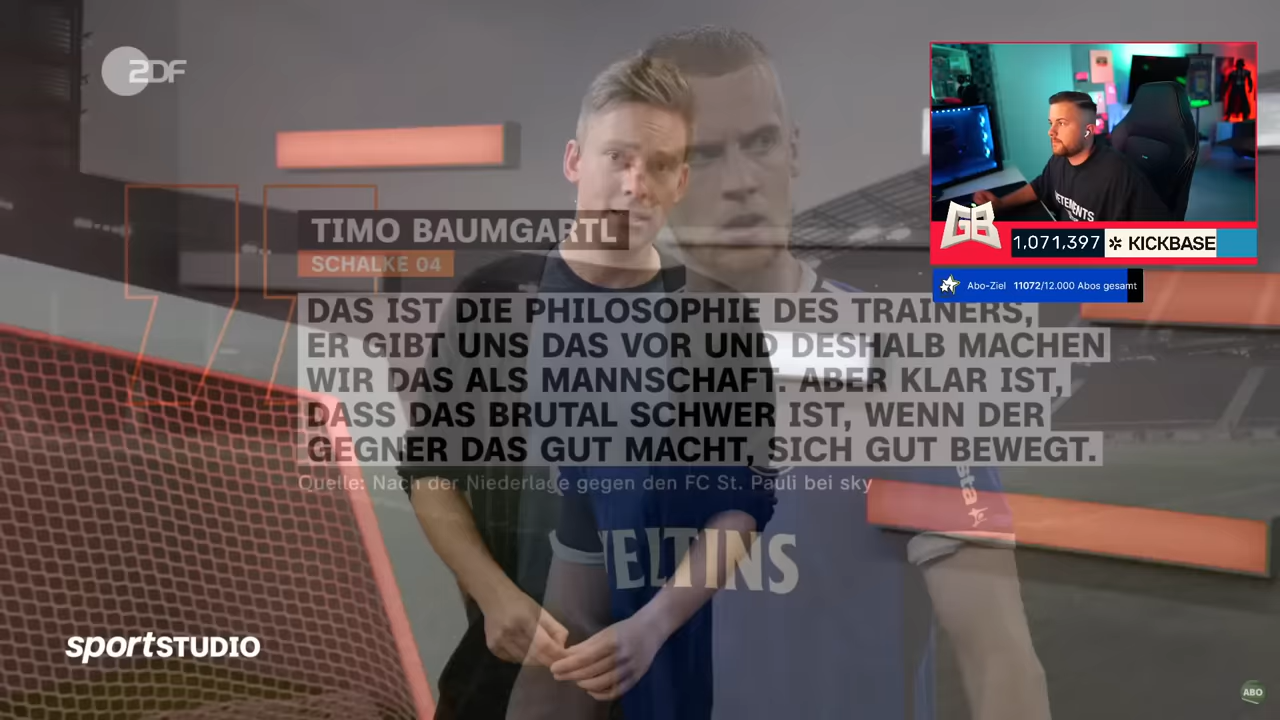 ZDF
TIMO BAUMGARTL
SCHALKE 04
DAS IST DIE PHILOSOPHIE DES TRAINERS,
ER GIBT UNS DAS VOR UND DESHALB MACHEN
WIR DAS ALS MANNSCHAFT. ABER KLAR IST,
DASS DAS BRUTAL SCHWER IST, WENN DER
GEGNER DAS GUT MACHT, SICH GUT BEWEGT.
Quelle: Nach der Niederlage gegen den FC St. Pauli bei sky
VELTINS
sportSTUDIO
GB
1,071,397 KICKBASE
Abo-Ziel 11072/12.000 Abos gesamt
ABO